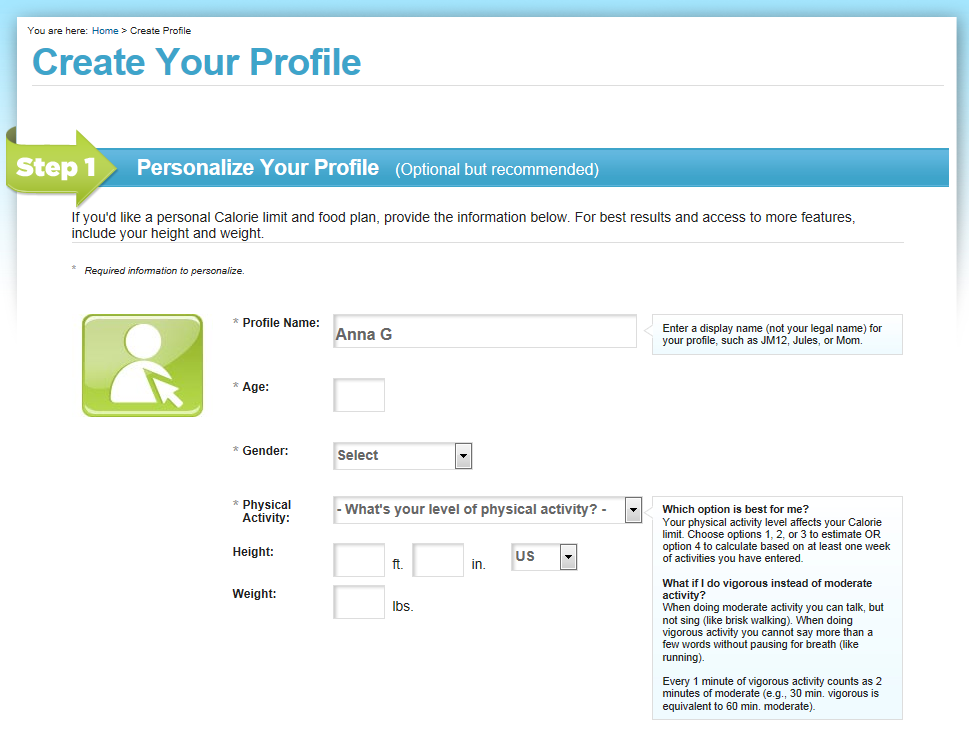 You are here: Home > Create Profile
Create Your Profile
Step 1
Personalize Your Profile (Optional but recommended)
If you'd like a personal Calorie limit and food plan, provide the information below. For best results and access to more features,
include your height and weight.
* Required information to personalize.
* Profile Name:
Anna G
Enter a display name (not your legal name) for
your profile, such as JM12, Jules, or Mom.
* Age:
* Gender:
Select
* Physical
Activity:
- What's your level of physical activity? -
Height:
ft.
in.
US
Weight:
lbs.
Which option is best for me?
Your physical activity level affects your Calorie
limit. Choose options 1, 2, or 3 to estimate OR
option 4 to calculate based on at least one week
of activities you have entered.
What if I do vigorous instead of moderate
activity?
When doing moderate activity you can talk, but
not sing (like brisk walking). When doing
vigorous activity you cannot say more than a
few words without pausing for breath (like
running).
Every 1 minute of vigorous activity counts as 2
minutes of moderate (e.g., 30 min. vigorous is
equivalent to 60 min. moderate).